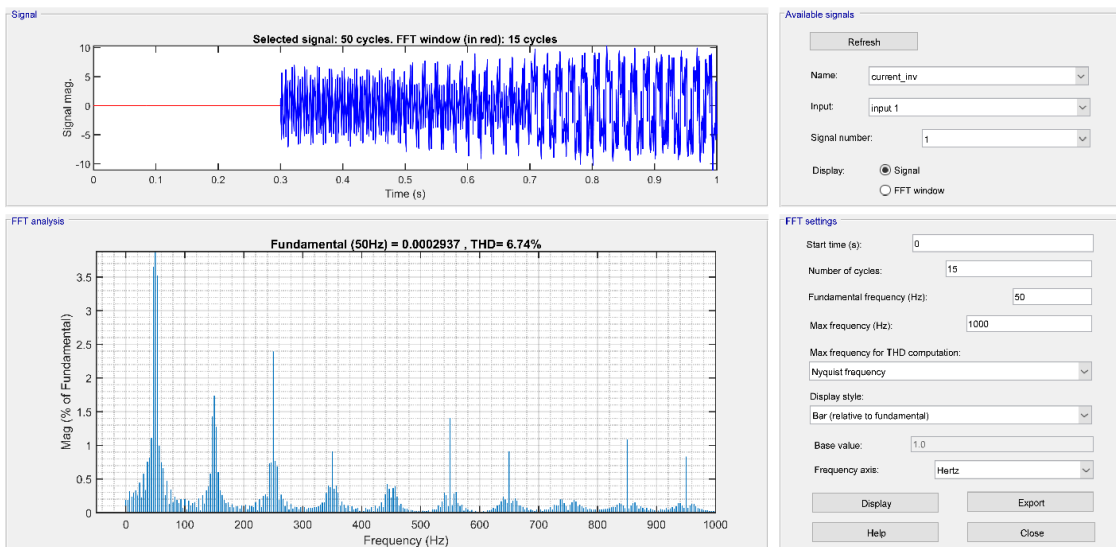 Signal
Selected signal: 50 cycles. FFT window (in red): 15 cycles
Signal mag.
10
5
0
-5
-10
0 0.1 0.2 0.3 0.4 0.5 0.6 0.7 0.8 0.9 1
Time (s)
Available signals
Refresh
Name: current_inv
Input: input 1
Signal number: 1
Display: Signal
FFT window
FFT analysis
Fundamental (50Hz) = 0.0002937 , THD= 6.74%
Mag (% of Fundamental)
3.5
3
2.5
2
1.5
1
0.5
0
0 100 200 300 400 500 600 700 800 900 1000
Frequency (Hz)
FFT settings
Start time (s): 0
Number of cycles: 15
Fundamental frequency (Hz): 50
Max frequency (Hz): 1000
Max frequency for THD computation:
Nyquist frequency
Display style:
Bar (relative to fundamental)
Base value: 1.0
Frequency axis: Hertz
Display Export
Help Close